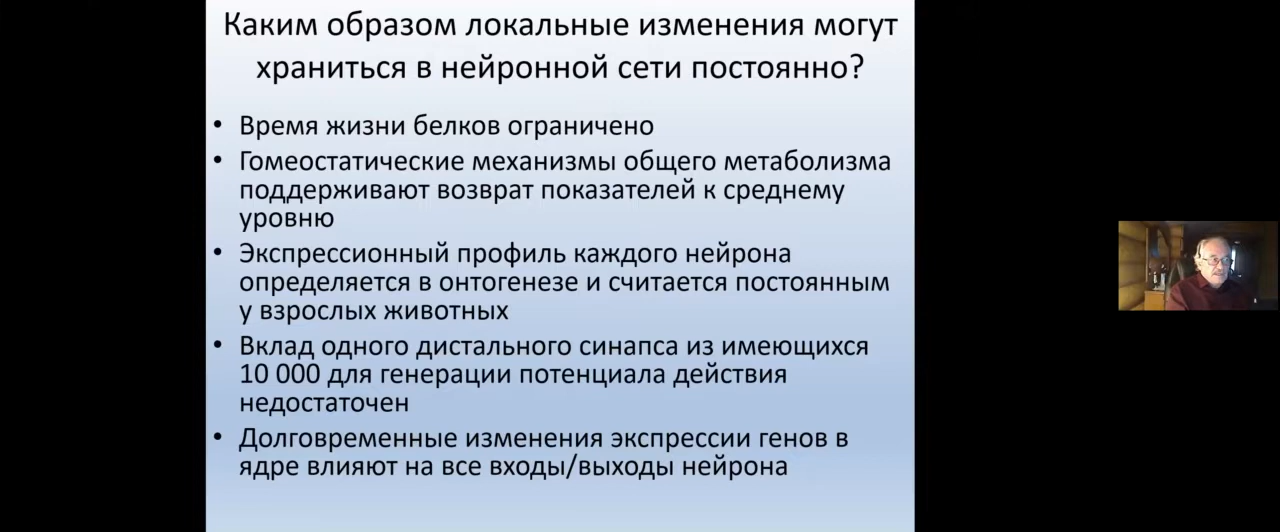 Каким образом локальные изменения могут
храниться в нейронной сети постоянно?
• Время жизни белков ограничено
• Гомеостатические механизмы общего метаболизма
поддерживают возврат показателей к среднему
уровню
• Экспрессионный профиль каждого нейрона
определяется в онтогенезе и считается постоянным
у взрослых животных
• Вклад одного дистального синапса из имеющихся
10 000 для генерации потенциала действия
недостаточен
• Долговременные изменения экспрессии генов в
ядре влияют на все входы/выходы нейрона